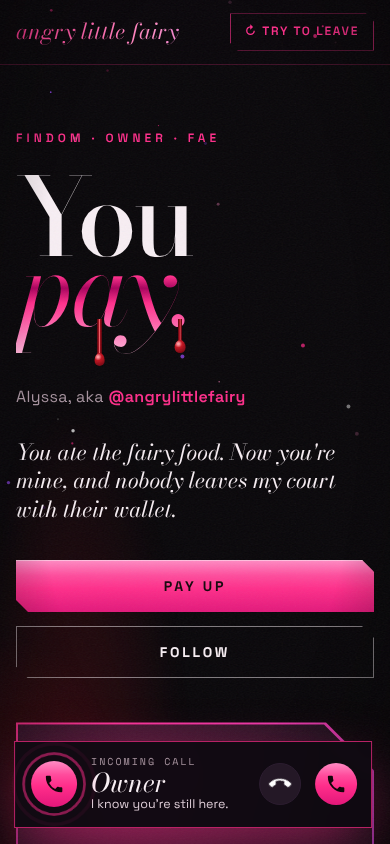 angry little fairy
↻ TRY TO LEAVE
FINDOM · OWNER · FAE
You
pay.
Alyssa, aka @angrylittlefairy
You ate the fairy food. Now you're
mine, and nobody leaves my court
with their wallet.
PAY UP
FOLLOW
INCOMING CALL
Owner
I know you're still here.